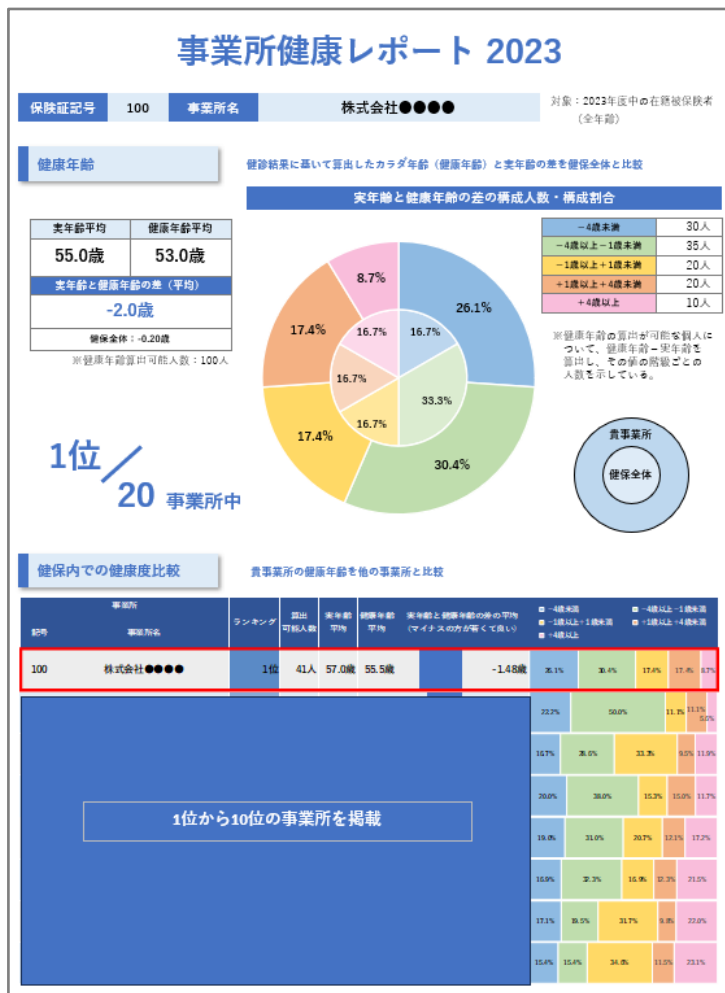 事業所健康レポート 2023
保険証記号 100 事業所名 株式会社●●●●
対象：2023年度中の在籍被保険者
（全年齢）
健康年齢
健診結果に基いて算出したカラダ年齢（健康年齢）と実年齢の差を健保全体と比較
実年齢と健康年齢の差の構成人数・構成割合
実年齢平均 健康年齢平均
55.0歳 53.0歳
実年齢と健康年齢の差（平均）
-2.0歳
健保全体：-0.20歳
※健康年齢算出可能人数：100人
1位／20 事業所中
26.1%
30.4%
17.4%
17.4%
8.7%
16.7%
33.3%
16.7%
16.7%
16.7%
－4歳未満 30人
－4歳以上－1歳未満 35人
－1歳以上＋1歳未満 20人
＋1歳以上＋4歳未満 20人
＋4歳以上 10人
※健康年齢の算出が可能な個人に
ついて、健康年齢－実年齢を
算出し、その値の階級ごとの
人数を示している。
貴事業所
健保全体
健保内での健康度比較
貴事業所の健康年齢を他の事業所と比較
事業所
記号 事業所名
ランキング
算出
可能人数
実年齢
平均
健康年齢
平均
実年齢と健康年齢の差の平均
（マイナスの方が若くて良い）
－4歳未満 －4歳以上－1歳未満
－1歳以上＋1歳未満 ＋1歳以上＋4歳未満
＋4歳以上
100 株式会社●●●● 1位 41人 57.0歳 55.5歳 -1.48歳 30.4% 17.4% 17.4% 8.7%
1位から10位の事業所を掲載
22.2% 50.0% 11.1% 11.1%
16.7% 28.6% 33.3% 9.5% 11.9%
20.0% 38.0% 15.3% 15.0% 11.7%
19.0% 31.0% 20.7% 12.1% 17.2%
16.9% 32.3% 16.9% 12.3% 21.5%
17.1% 19.5% 31.7% 9.8% 22.0%
15.4% 15.4% 34.6% 11.5% 23.1%